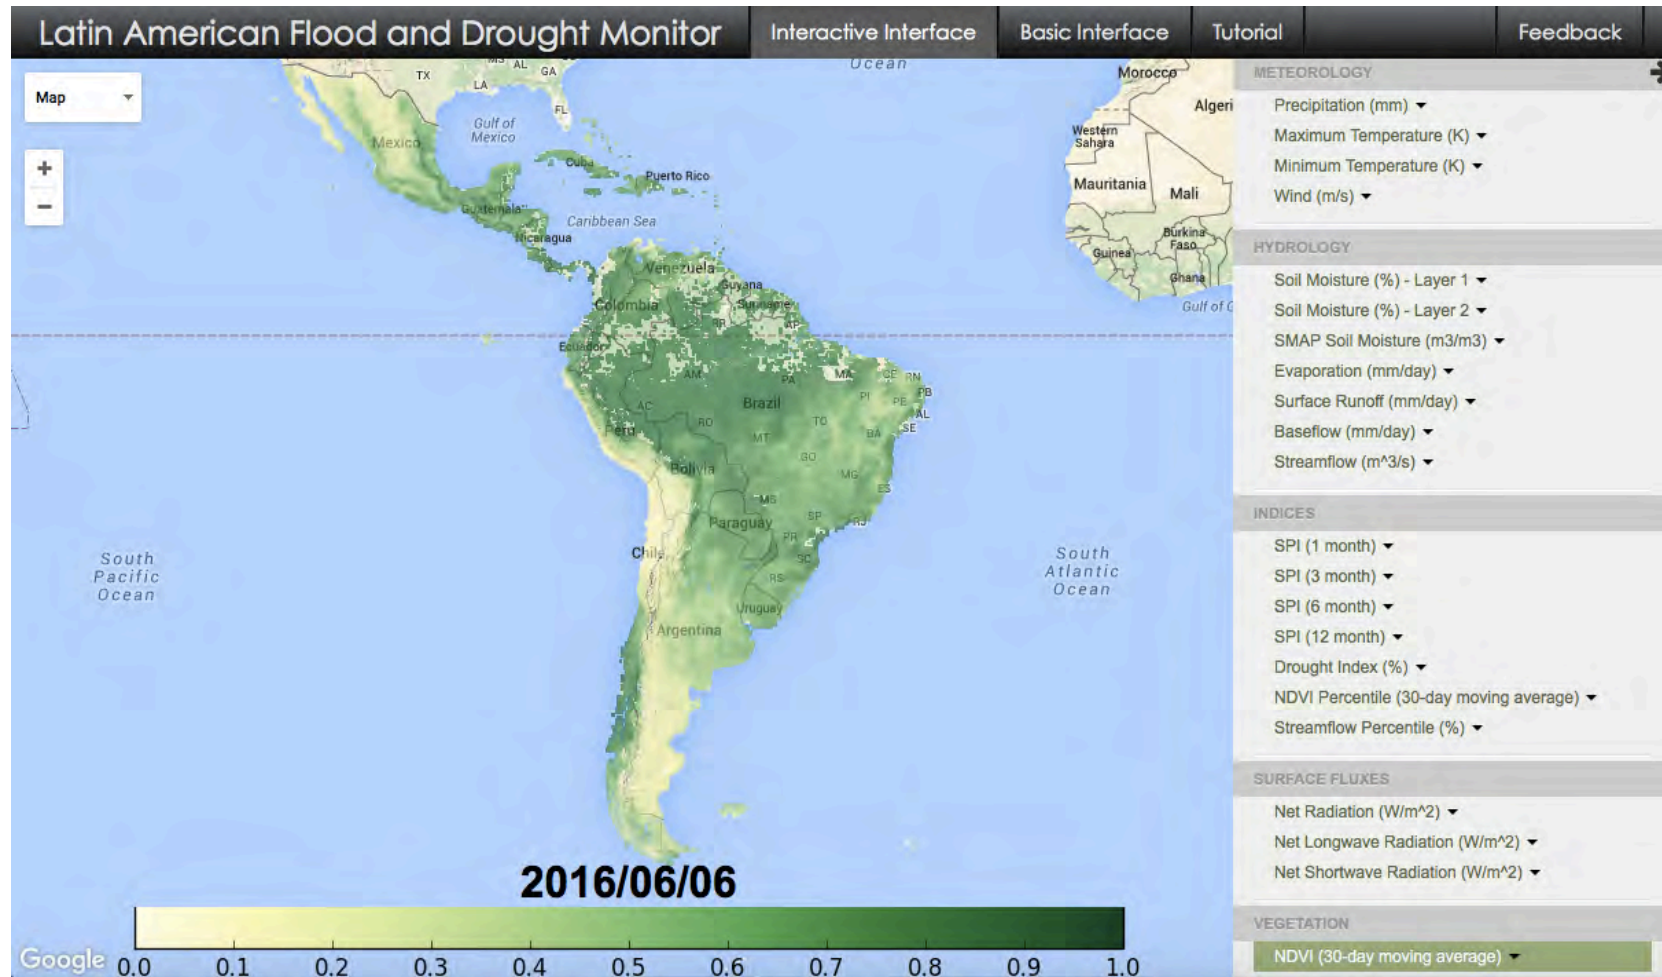 Latin American Flood and Drought Monitor
Interactive Interface
Basic Interface
Tutorial
Feedback
Map
+
−
MS AL
GA
TX
LA
FL
Ocean
Gulf of
Mexico
Mexico
Cuba
Puerto Rico
Guatemala
Caribbean Sea
Nicaragua
Venezuela
Guyana
Suriname
Colombia
RR
AP
Ecuador
AM
PA
MA
CE
RN
PB
PI
PE
AL
SE
AC
Brazil
RO
TO
BA
Peru
MT
GO
Bolivia
MG
ES
MS
SP
RJ
Paraguay
PR
SC
Chile
RS
Uruguay
Argentina
South
Pacific
Ocean
South
Atlantic
Ocean
Morocco
Algeri
Western
Sahara
Mauritania
Mali
Burkina
Faso
Guinea
Ghana
Gulf of
2016/06/06
Google
0.0 0.1 0.2 0.3 0.4 0.5 0.6 0.7 0.8 0.9 1.0
METEOROLOGY
Precipitation (mm)
Maximum Temperature (K)
Minimum Temperature (K)
Wind (m/s)
HYDROLOGY
Soil Moisture (%) - Layer 1
Soil Moisture (%) - Layer 2
SMAP Soil Moisture (m3/m3)
Evaporation (mm/day)
Surface Runoff (mm/day)
Baseflow (mm/day)
Streamflow (m^3/s)
INDICES
SPI (1 month)
SPI (3 month)
SPI (6 month)
SPI (12 month)
Drought Index (%)
NDVI Percentile (30-day moving average)
Streamflow Percentile (%)
SURFACE FLUXES
Net Radiation (W/m^2)
Net Longwave Radiation (W/m^2)
Net Shortwave Radiation (W/m^2)
VEGETATION
NDVI (30-day moving average)